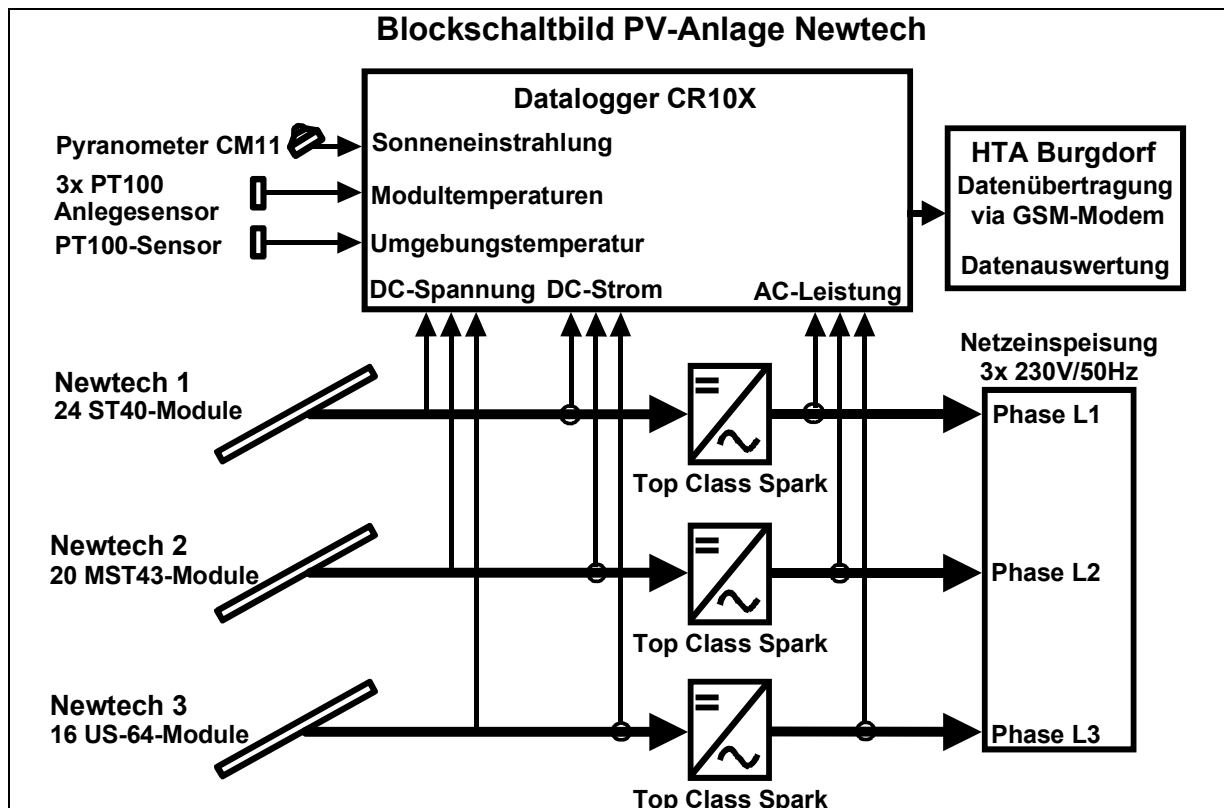 Blockschaltbild PV-Anlage Newtech
Datalogger CR10X
Pyranometer CM11
Sonneneinstrahlung
3x PT100
Anlegesensor
Modultemperaturen
PT100-Sensor
Umgebungstemperatur
DC-Spannung
DC-Strom
AC-Leistung
HTA Burgdorf
Datenübertragung
via GSM-Modem
Datenauswertung
Netzeinspeisung
3x 230V/50Hz
Newtech 1
24 ST40-Module
Top Class Spark
Phase L1
Newtech 2
20 MST43-Module
Top Class Spark
Phase L2
Newtech 3
16 US-64-Module
Top Class Spark
Phase L3